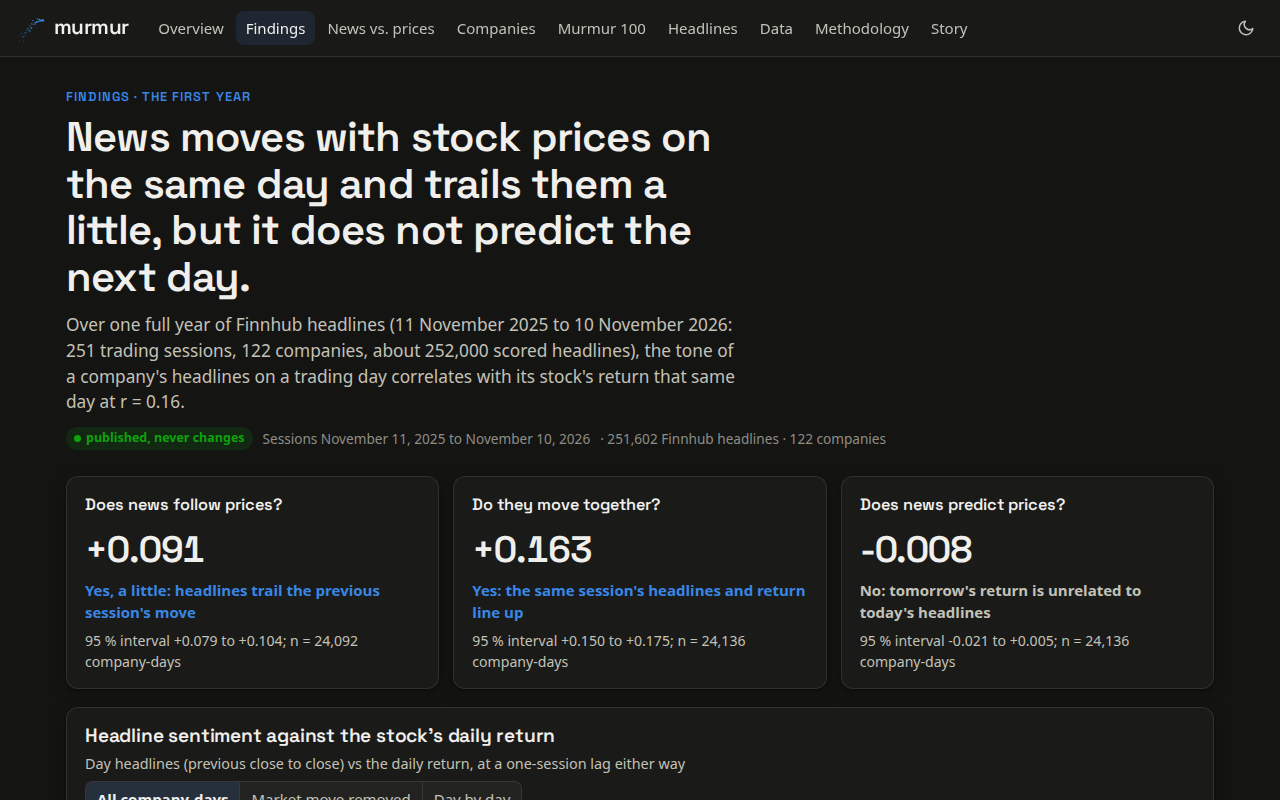 murmur
Overview
Findings
News vs. prices
Companies
Murmur 100
Headlines
Data
Methodology
Story
FINDINGS · THE FIRST YEAR
News moves with stock prices on
the same day and trails them a
little, but it does not predict the
next day.
Over one full year of Finnhub headlines (11 November 2025 to 10 November 2026:
251 trading sessions, 122 companies, about 252,000 scored headlines), the tone of
a company's headlines on a trading day correlates with its stock's return that same
day at r = 0.16.
published, never changes
Sessions November 11, 2025 to November 10, 2026 · 251,602 Finnhub headlines · 122 companies
Does news follow prices?
+0.091
Yes, a little: headlines trail the previous
session's move
95 % interval +0.079 to +0.104; n = 24,092
company-days
Do they move together?
+0.163
Yes: the same session's headlines and return
line up
95 % interval +0.150 to +0.175; n = 24,136
company-days
Does news predict prices?
-0.008
No: tomorrow's return is unrelated to
today's headlines
95 % interval -0.021 to +0.005; n = 24,136
company-days
Headline sentiment against the stock’s daily return
Day headlines (previous close to close) vs the daily return, at a one-session lag either way
All company-days
Market move removed
Day by day